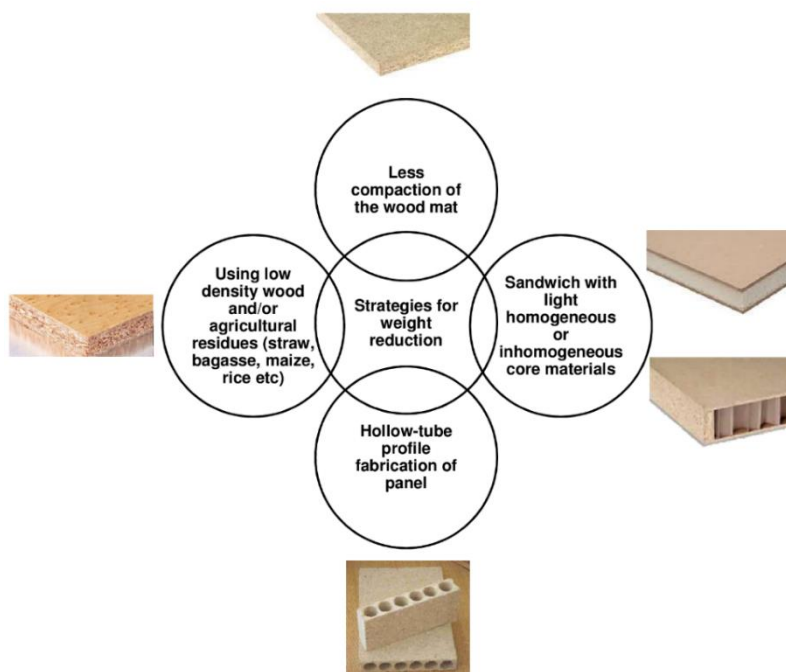 Less
compaction of
the wood mat
Using low
density wood
and/or
agricultural
residues (straw,
bagasse, maize,
rice etc)
Strategies for
weight
reduction
Sandwich with
light
homogeneous
or
inhomogeneous
core materials
Hollow-tube
profile
fabrication of
panel